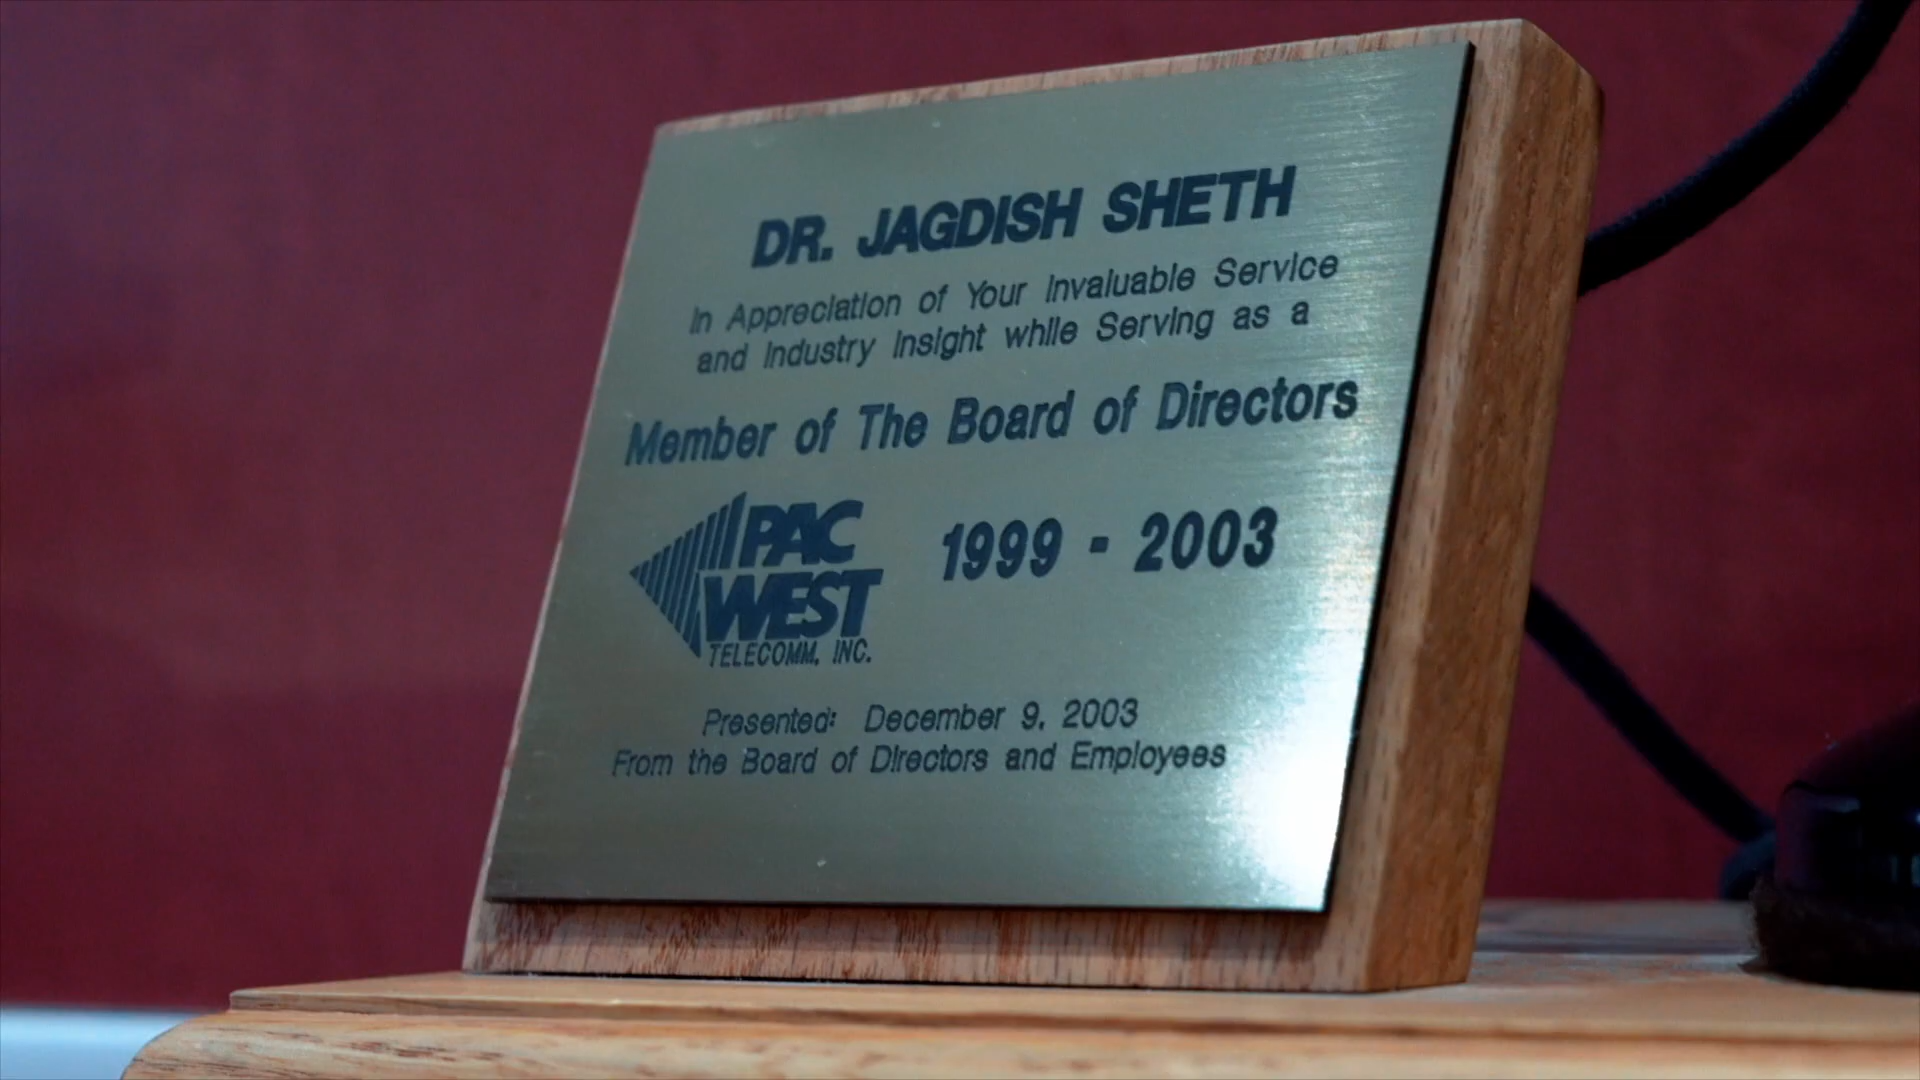 DR. JAGDISH SHETH
In Appreciation of Your Invaluable Service
and Industry Insight while Serving as a
Member of The Board of Directors
PAC
WEST
TELECOMM, INC.
1999 - 2003
Presented: December 9, 2003
From the Board of Directors and Employees